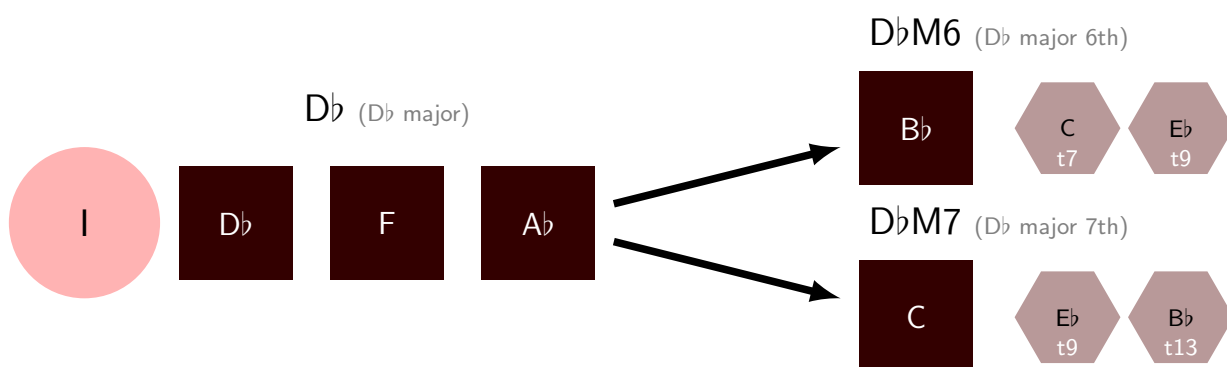 D♭M6 (D♭ major 6th)
D♭ (D♭ major)
B♭
C
t7
E♭
t9
I
D♭
F
A♭
D♭M7 (D♭ major 7th)
C
E♭
t9
B♭
t13